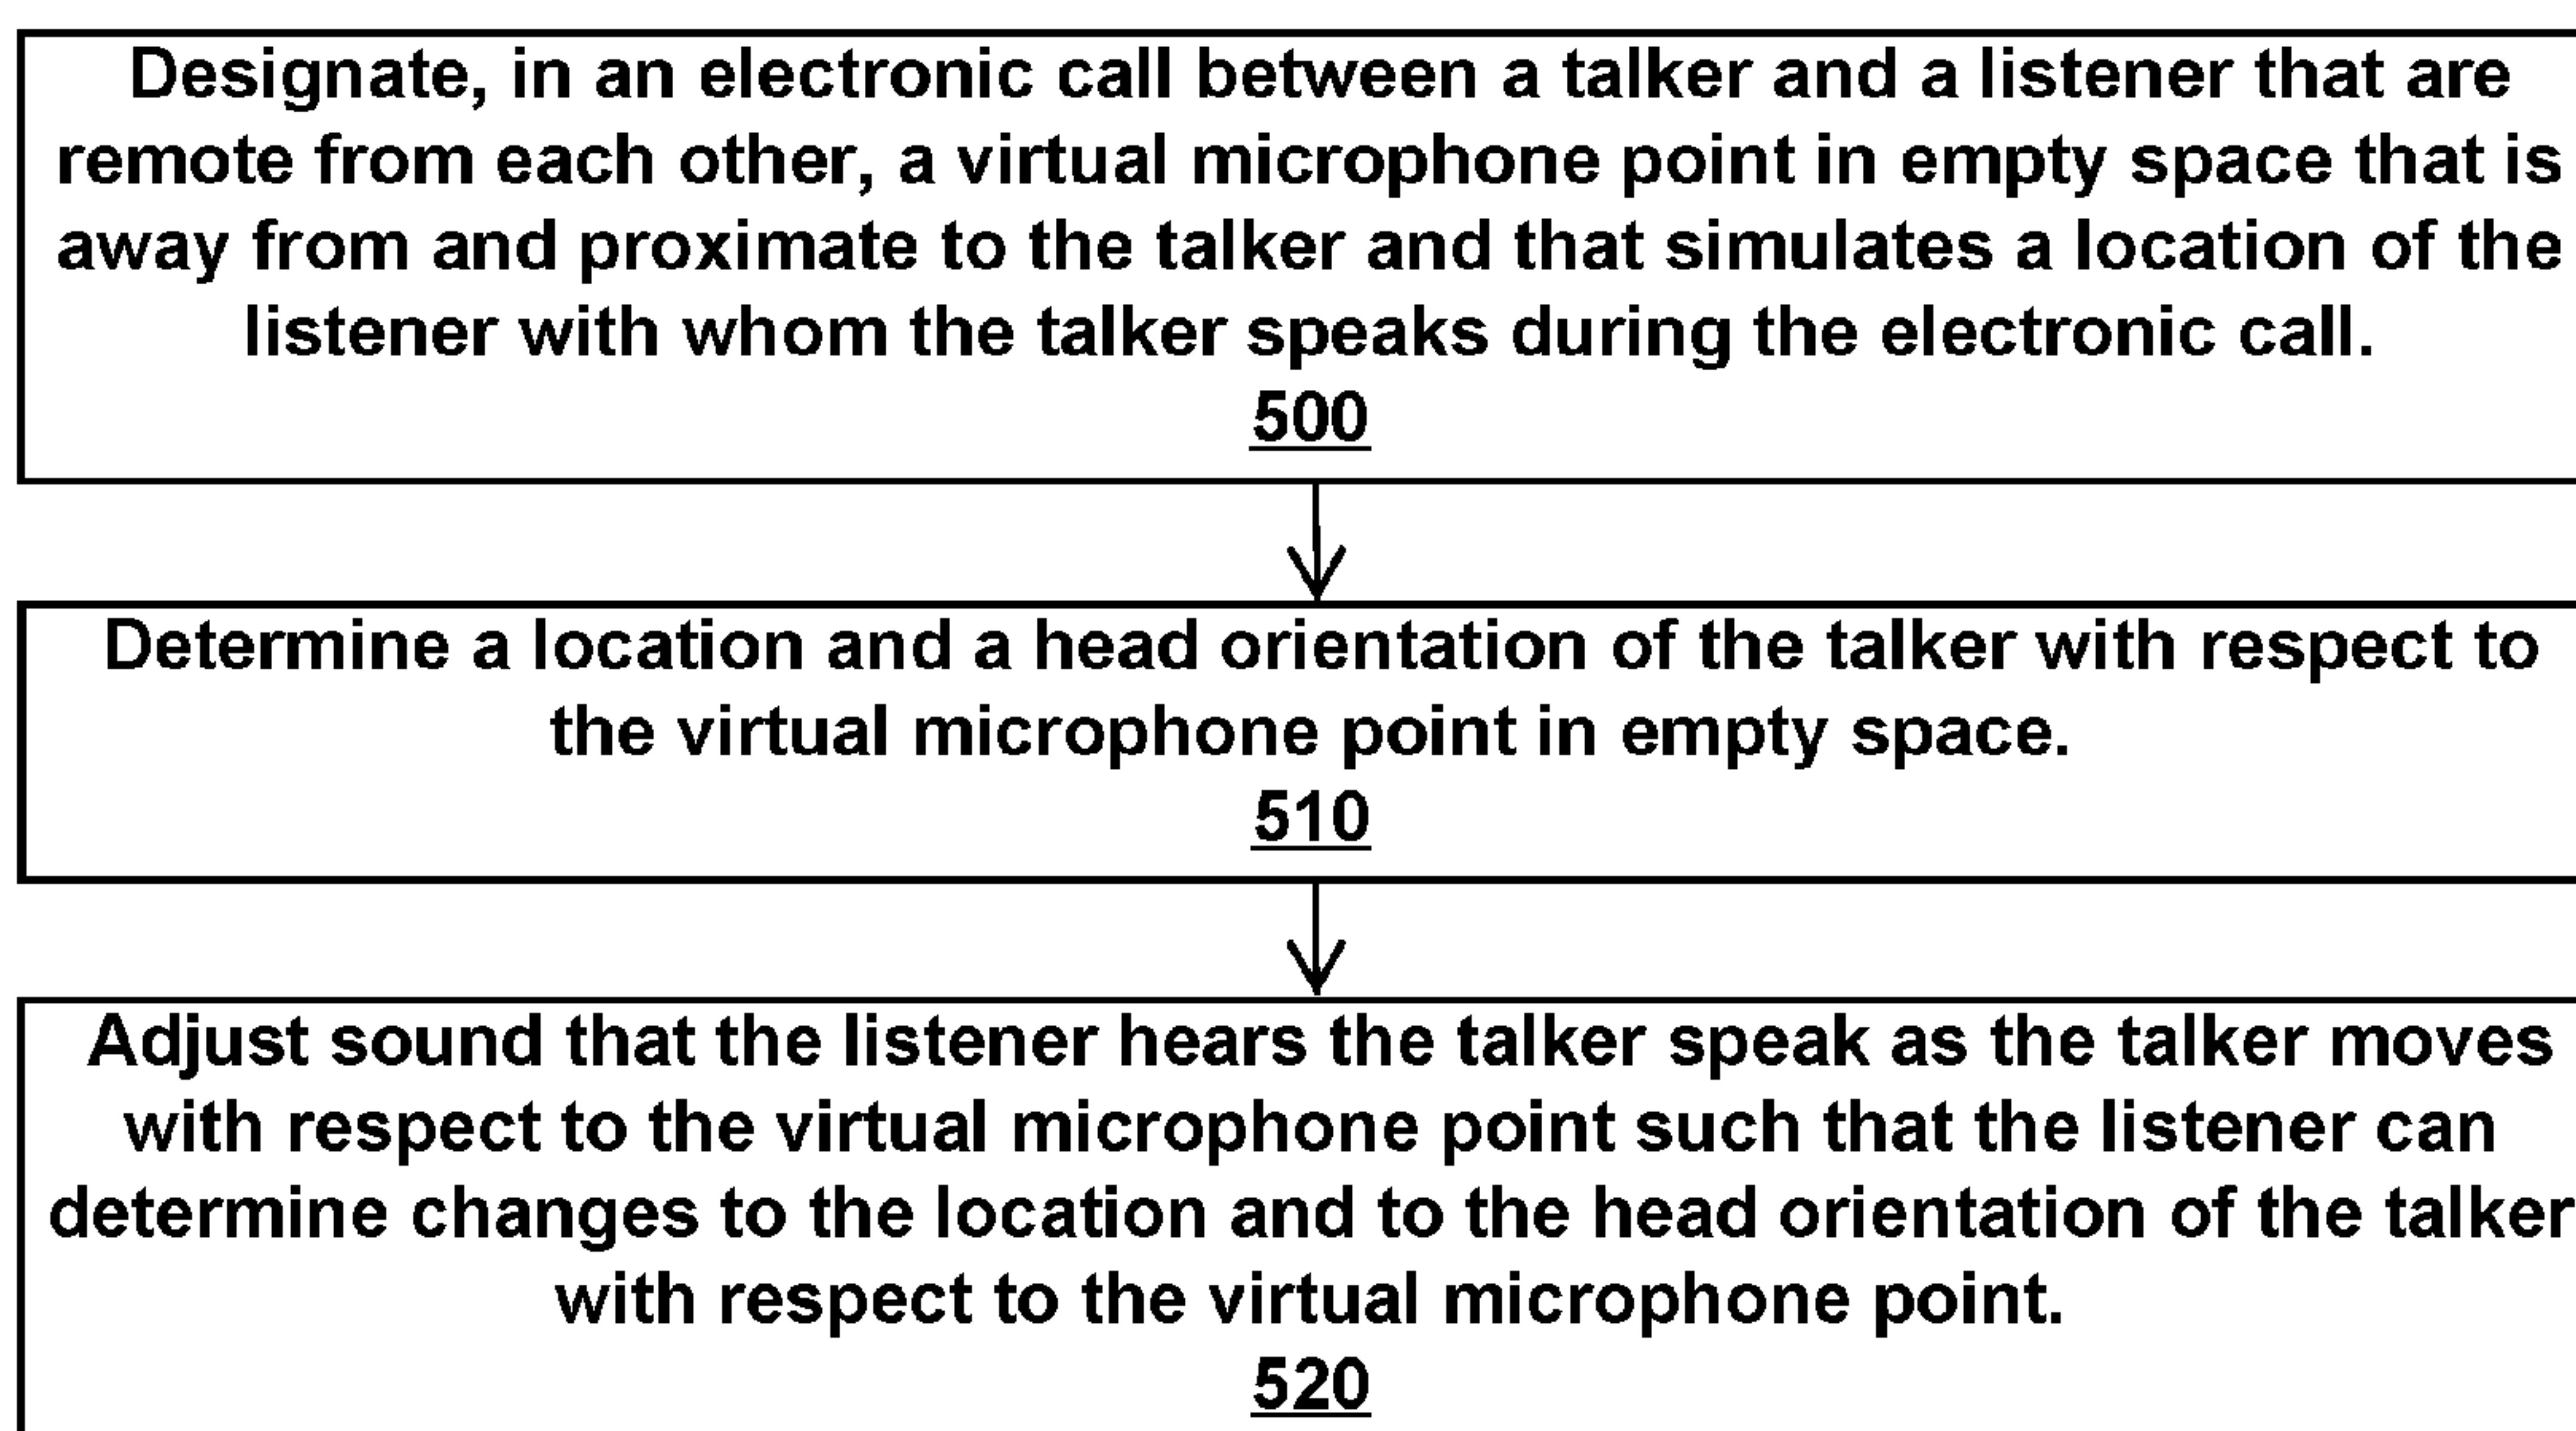 Designate, in an electronic call between a talker and a listener that are
remote from each other, a virtual microphone point in empty space that is
away from and proximate to the talker and that simulates a location of the
listener with whom the talker speaks during the electronic call.
500
Determine a location and a head orientation of the talker with respect to
the virtual microphone point in empty space.
510
Adjust sound that the listener hears the talker speak as the talker moves
with respect to the virtual microphone point such that the listener can
determine changes to the location and to the head orientation of the talker
with respect to the virtual microphone point.
520